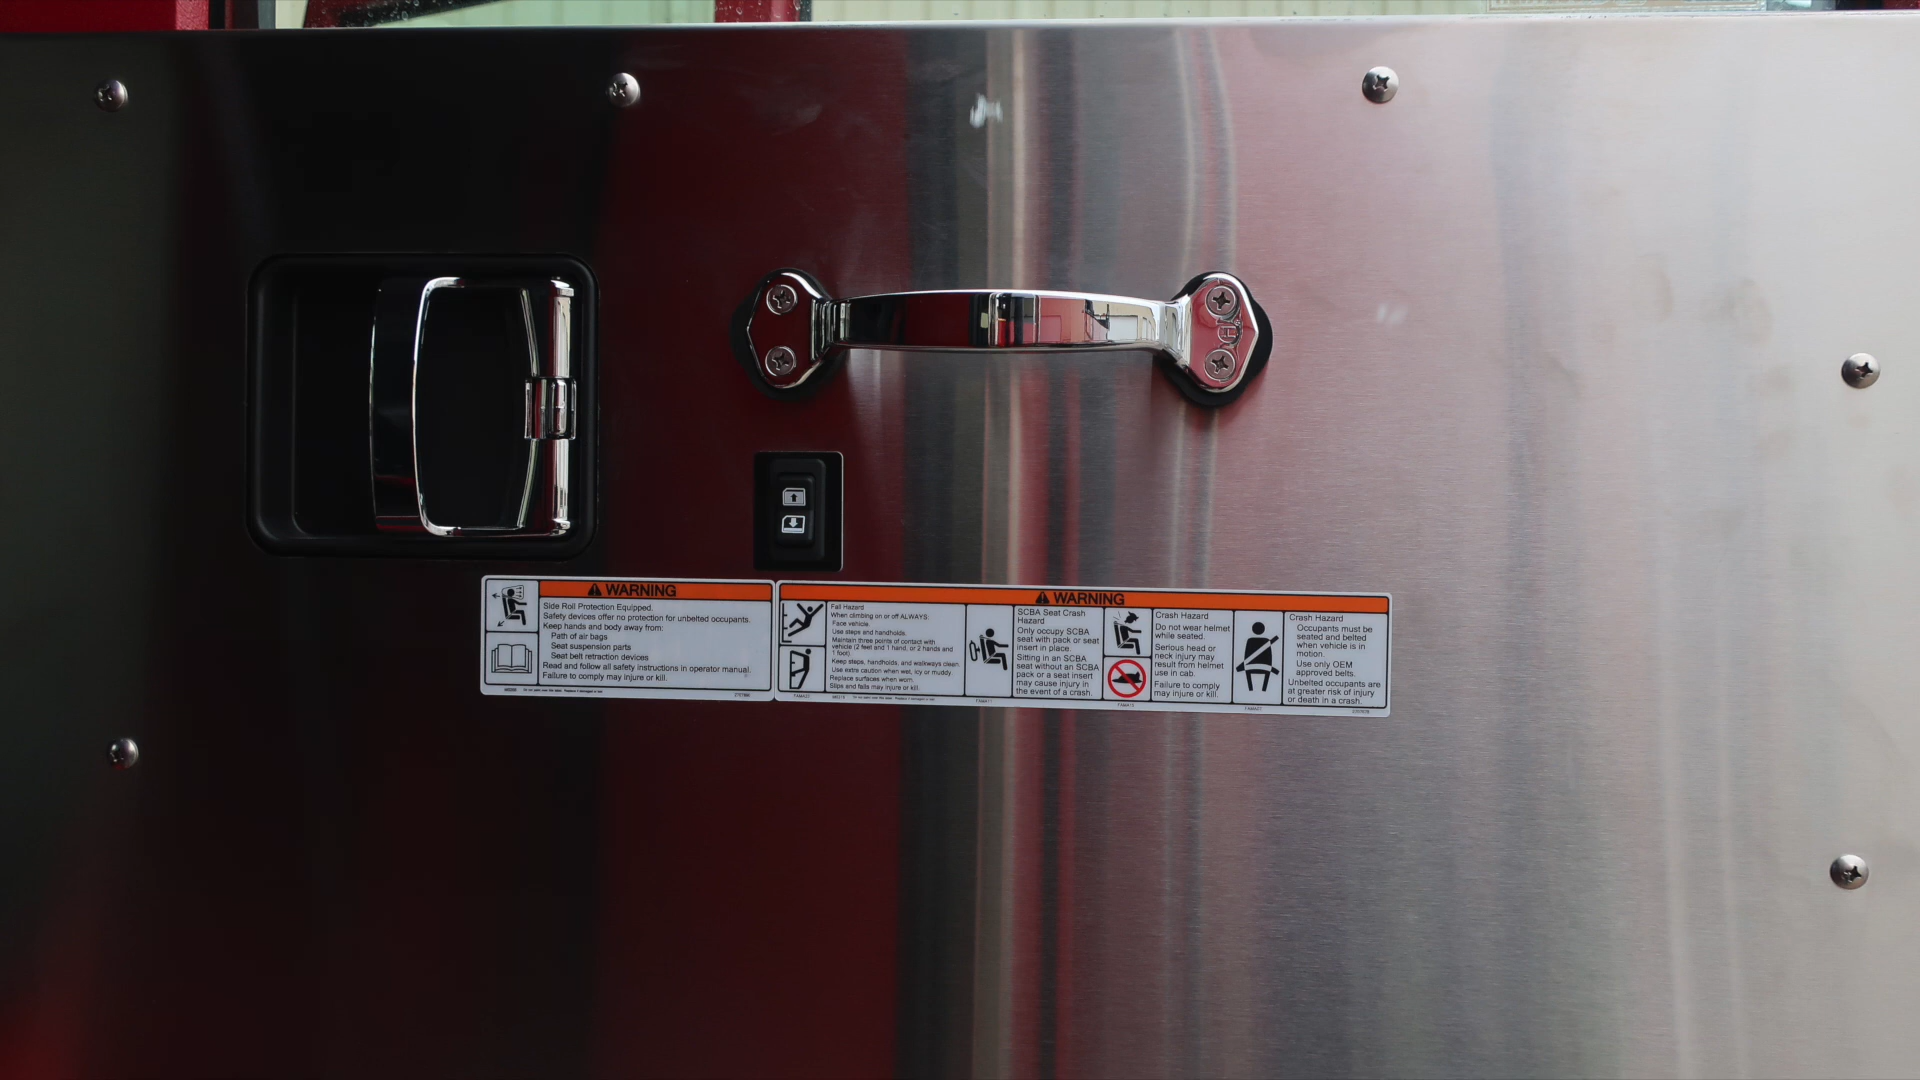 WARNING
Side Roll Protection Equipped.
Safety devices offer no protection for unbelted occupants.
Keep hands and body away from:
Path of air bags
Seat suspension parts
Seat belt retraction devices
Read and follow all safety instructions in operator manual.
Failure to comply may injure or kill.
WARNING
Fall Hazard
When climbing on or off ALWAYS:
Face vehicle.
Use steps and handholds.
Maintain three points of contact with
vehicle (2 feet and 1 hand, or 2 hands and
1 foot).
Keep steps, handholds, and walkways clean.
Use extra caution when wet, icy or muddy.
Replace surfaces when worn.
Slips and falls may injure or kill.
SCBA Seat Crash
Hazard
Only occupy SCBA
seat with pack or seat
insert in place.
Sitting in an SCBA
seat without an SCBA
pack or a seat insert
may cause injury in
the event of a crash.
Crash Hazard
Do not wear helmet
while seated.
Serious head or
neck injury may
result from helmet
use in cab.
Failure to comply
may injure or kill.
Crash Hazard
Occupants must be
seated and belted
when vehicle is in
motion.
Use only OEM
approved belts.
Unbelted occupants are
at greater risk of injury
or death in a crash.